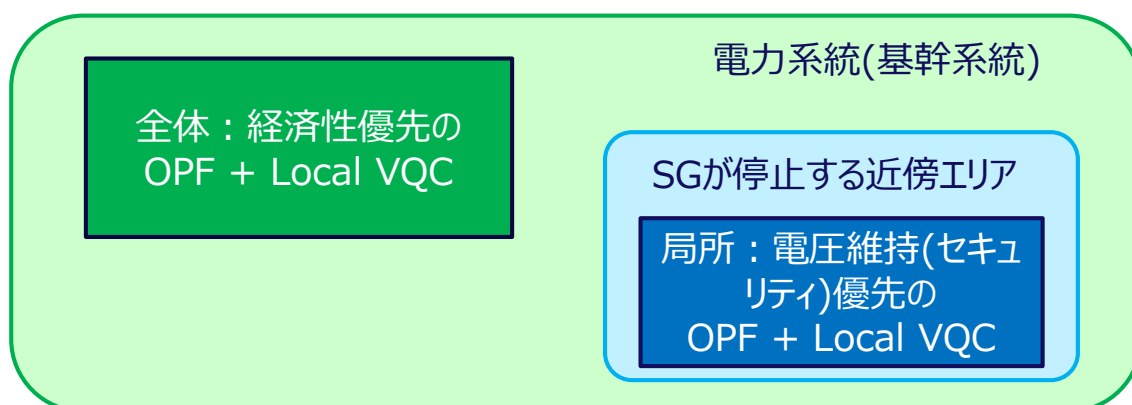 電力系統(基幹系統)
全体：経済性優先の
OPF + Local VQC
SGが停止する近傍エリア
局所：電圧維持(セキュ
リティ)優先の
OPF + Local VQC